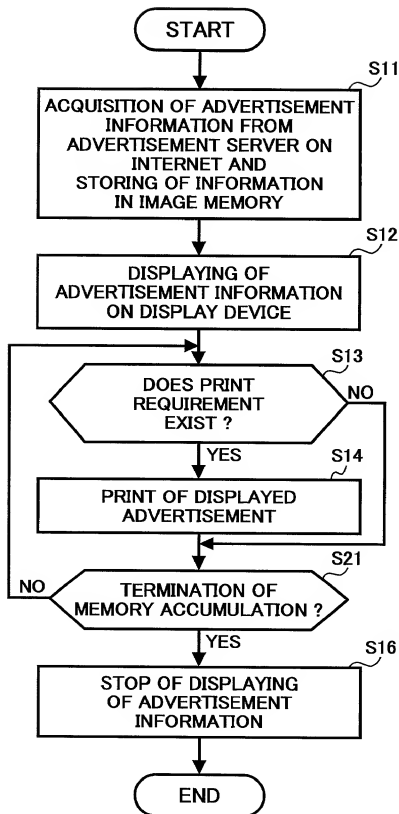 START
S11
ACQUISITION OF ADVERTISEMENT
INFORMATION FROM
ADVERTISEMENT SERVER ON
INTERNET AND
STORING OF INFORMATION
IN IMAGE MEMORY
S12
DISPLAYING OF
ADVERTISEMENT INFORMATION
ON DISPLAY DEVICE
S13
DOES PRINT
REQUIREMENT
EXIST ?
NO
YES
S14
PRINT OF DISPLAYED
ADVERTISEMENT
S21
NO
TERMINATION OF
MEMORY ACCUMULATION ?
YES
S16
STOP OF DISPLAYING
OF ADVERTISEMENT
INFORMATION
END